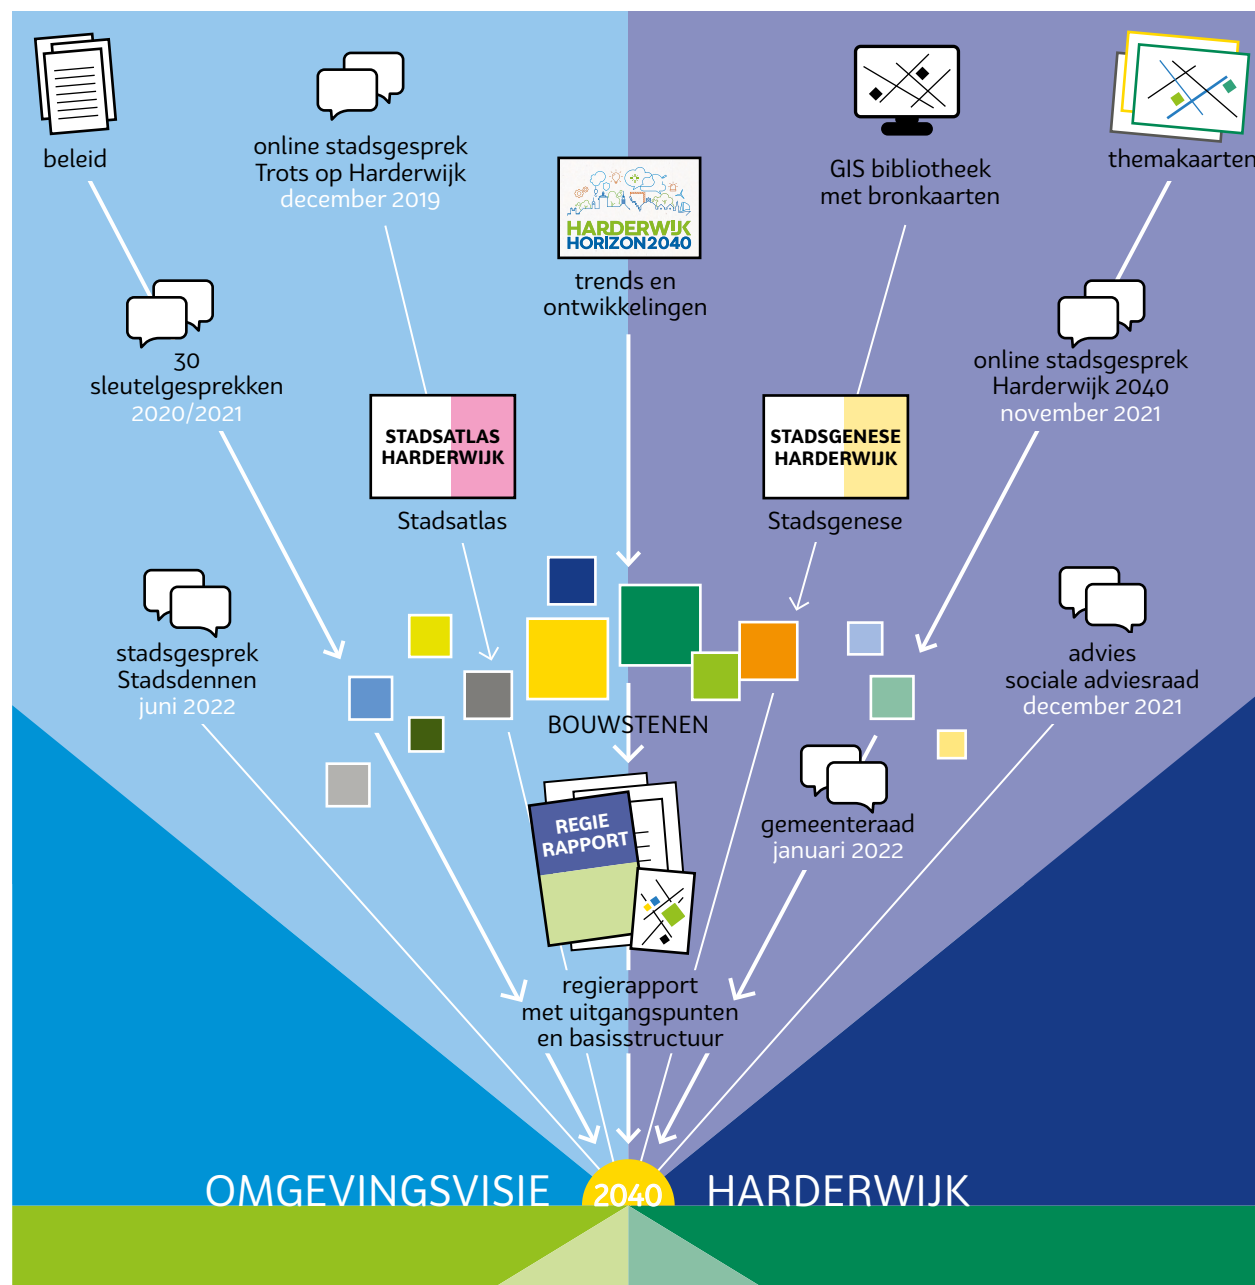 beleid
online stadsgesprek
Trots op Harderwijk
december 2019
HARDERWIJK
HORIZON2040
trends en
ontwikkelingen
GIS bibliotheek
met bronkaarten
themakaarten
30
sleutelgesprekken
2020/2021
STADSATLAS
HARDERWIJK
Stadsatlas
STADSGENESE
HARDERWIJK
Stadsgenese
online stadsgesprek
Harderwijk 2040
november 2021
stadsgesprek
Stadsdennen
juni 2022
advies
sociale adviesraad
december 2021
BOUWSTENEN
REGIE
RAPPORT
gemeenteraad
januari 2022
regierapport
met uitgangspunten
en basisstructuur
OMGEVINGSVISIE 2040 HARDERWIJK